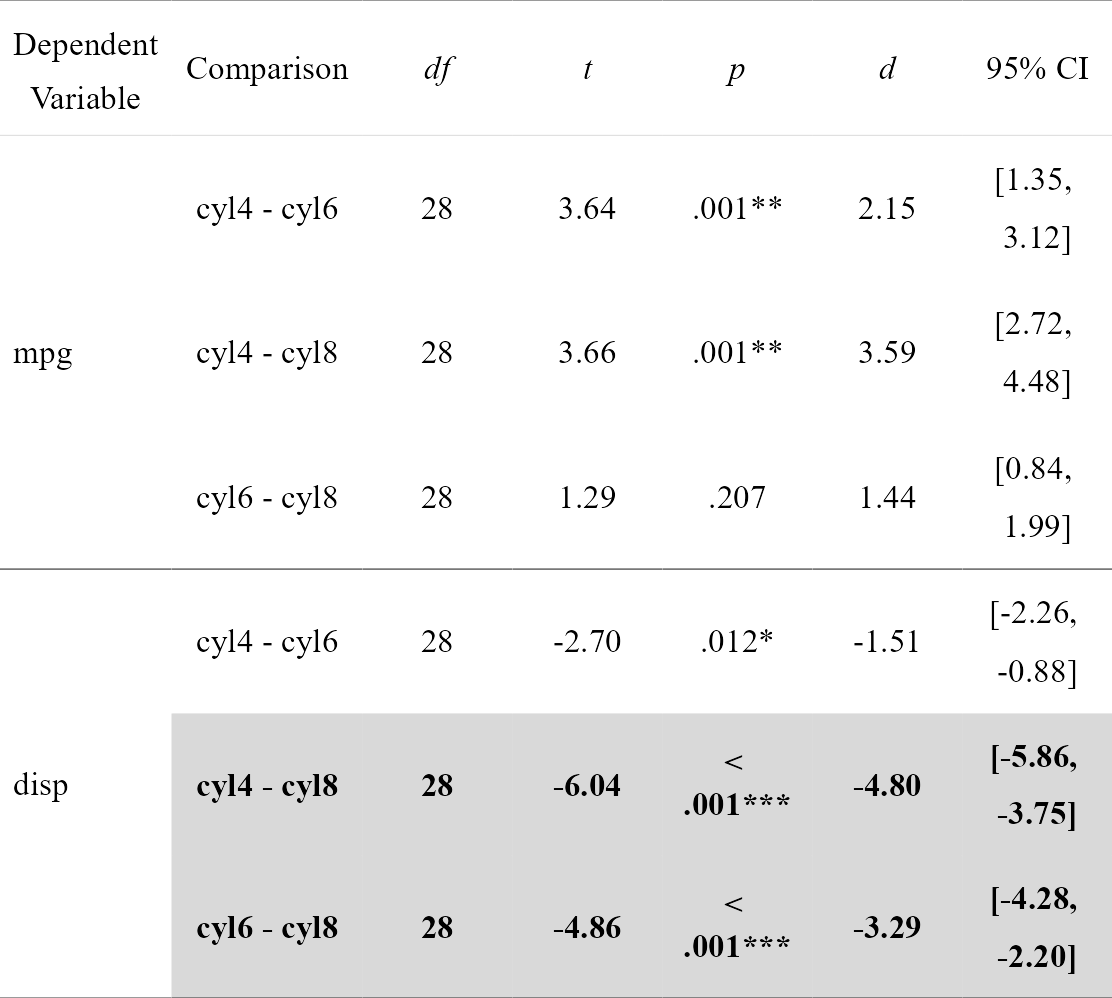 Dependent
Variable
Comparison
df
t
p
d
95% CI
mpg
cyl4 - cyl6
28
3.64
.001**
2.15
[1.35,
3.12]
cyl4 - cyl8
28
3.66
.001**
3.59
[2.72,
4.48]
cyl6 - cyl8
28
1.29
.207
1.44
[0.84,
1.99]
disp
cyl4 - cyl6
28
-2.70
.012*
-1.51
[-2.26,
-0.88]
cyl4 - cyl8
28
-6.04
<
.001***
-4.80
[-5.86,
-3.75]
cyl6 - cyl8
28
-4.86
<
.001***
-3.29
[-4.28,
-2.20]